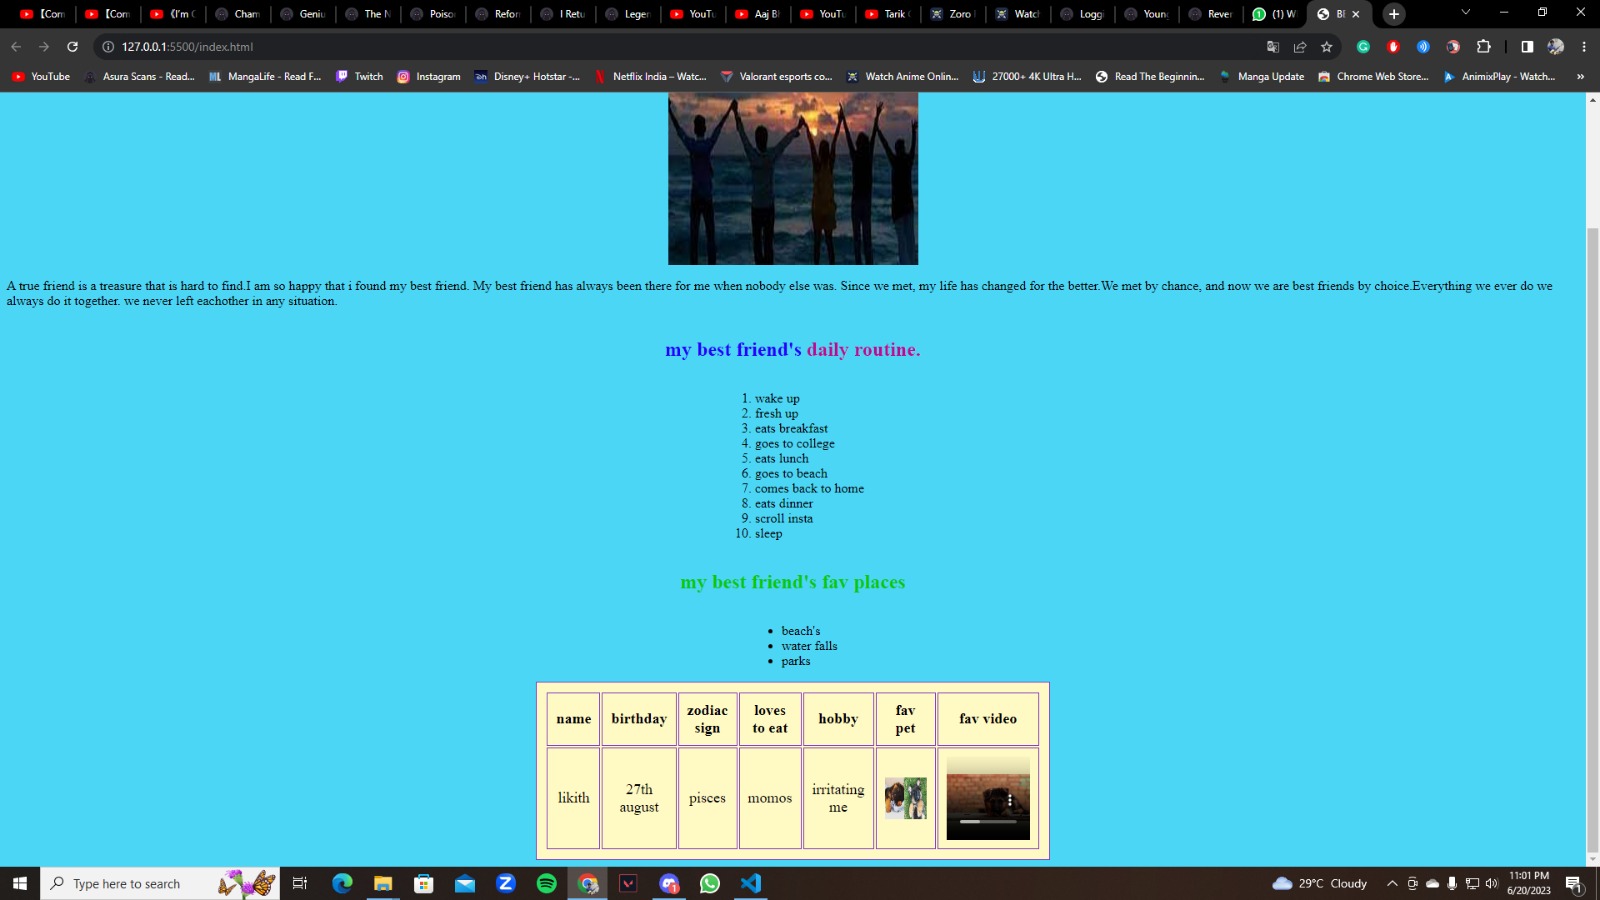 【Com
【Com
《I'm C
Cham
Geniu
The N
Poiso
Refor
I Retu
Legen
YouTu
Aaj Bh
YouTu
Tarik C
Zoro
Watch
Loggi
Young
Rever
(1) W
127.0.0.1:5500/index.html
YouTube
Asura Scans - Read...
MangaLife - Read F...
Twitch
Instagram
Disney+ Hotstar -...
Netflix India – Watc...
Valorant esports co...
Watch Anime Online...
27000+ 4K Ultra H...
Read The Beginnin...
Manga Update
Chrome Web Store...
AnimixPlay - Watch...
A true friend is a treasure that is hard to find.I am so happy that i found my best friend. My best friend has always been there for me when nobody else was. Since we met, my life has changed for the better.We met by chance, and now we are best friends by choice.Everything we ever do we
always do it together. we never left eachother in any situation.
my best friend's daily routine.
1. wake up
2. fresh up
3. eats breakfast
4. goes to college
5. eats lunch
6. goes to beach
7. comes back to home
8. eats dinner
9. scroll insta
10. sleep
my best friend's fav places
• beach's
• water falls
• parks
name birthday zodiac sign loves to eat hobby fav pet fav video
likith 27th august pisces momos irritating me
Type here to search
29°C Cloudy
11:01 PM
6/20/2023